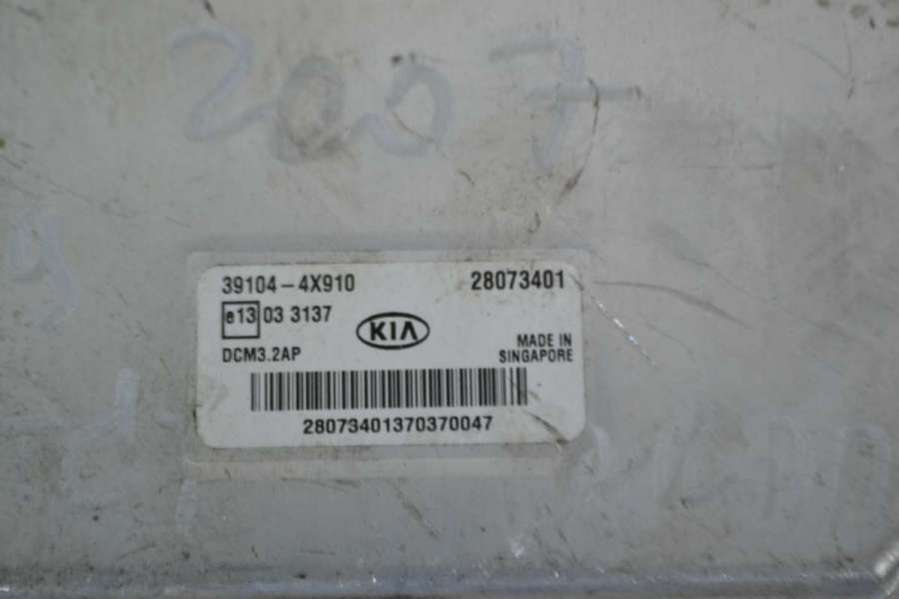 2007
39104-4X910 28073401
e13 03 3137
KIA
MADE IN
SINGAPORE
DCM3.2AP
28073401370370047